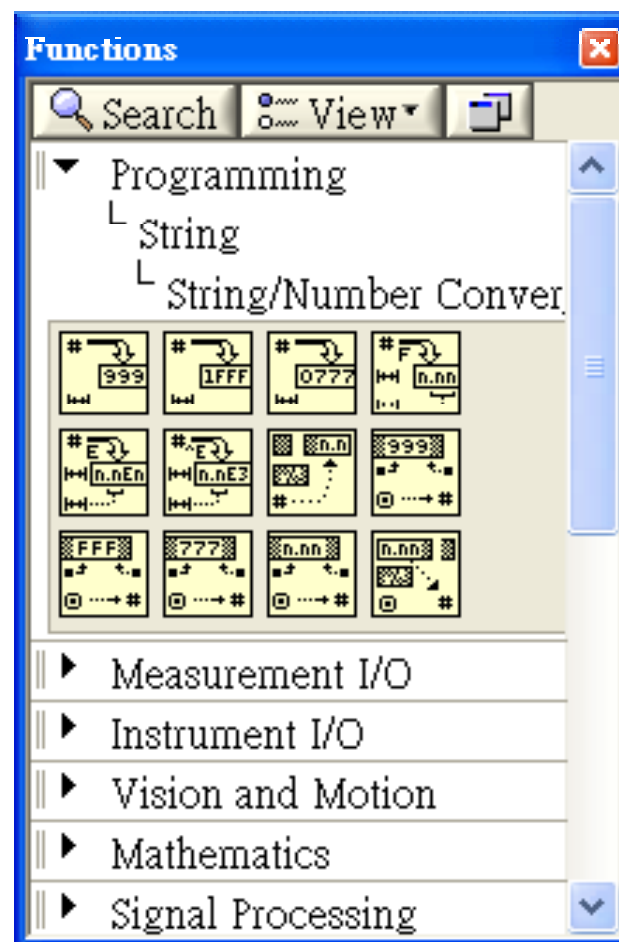 Functions
Search View
Programming
String
String/Number Conver
# 999
# 1FFF
# 0777
# F n.nn
# E n.nEn
#^E n.nE3
n.n % #
999 #
FFF #
777 #
n.nn #
n.nn % #
Measurement I/O
Instrument I/O
Vision and Motion
Mathematics
Signal Processing